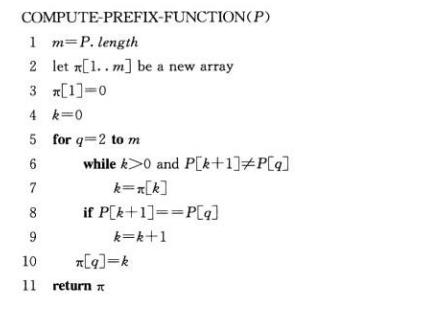 COMPUTE-PREFIX-FUNCTION(P)
1 m=P. length
2 let π[1..m] be a new array
3 π[1]=0
4 k=0
5 for q=2 to m
6 while k>0 and P[k+1]≠P[q]
7 k=π[k]
8 if P[k+1]==P[q]
9 k=k+1
10 π[q]=k
11 return π